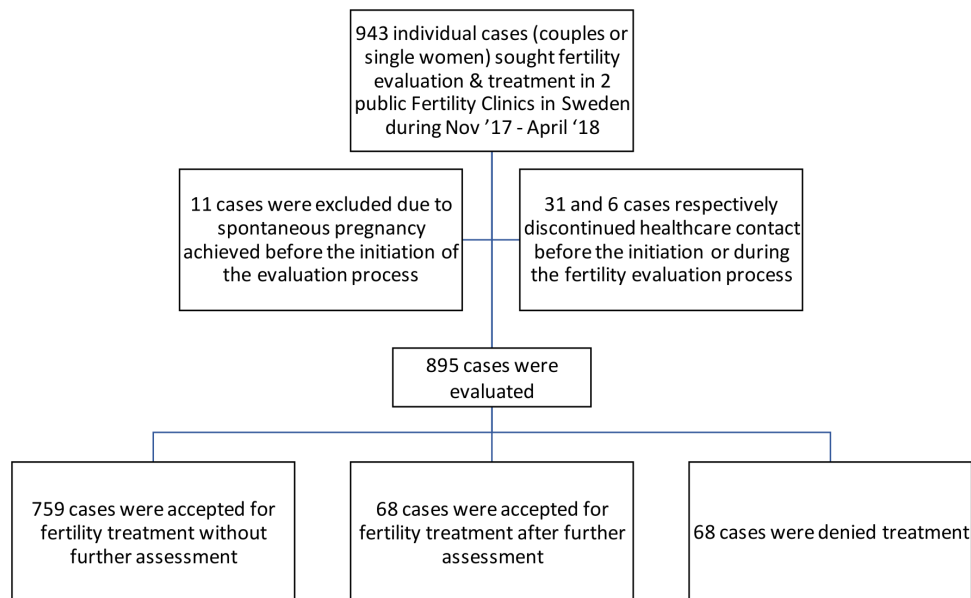 943 individual cases (couples or
single women) sought fertility
evaluation & treatment in 2
public Fertility Clinics in Sweden
during Nov ’17 - April ‘18
11 cases were excluded due to
spontaneous pregnancy
achieved before the initiation of
the evaluation process
31 and 6 cases respectively
discontinued healthcare contact
before the initiation or during
the fertility evaluation process
895 cases were
evaluated
759 cases were accepted for
fertility treatment without
further assessment
68 cases were accepted for
fertility treatment after further
assessment
68 cases were denied treatment